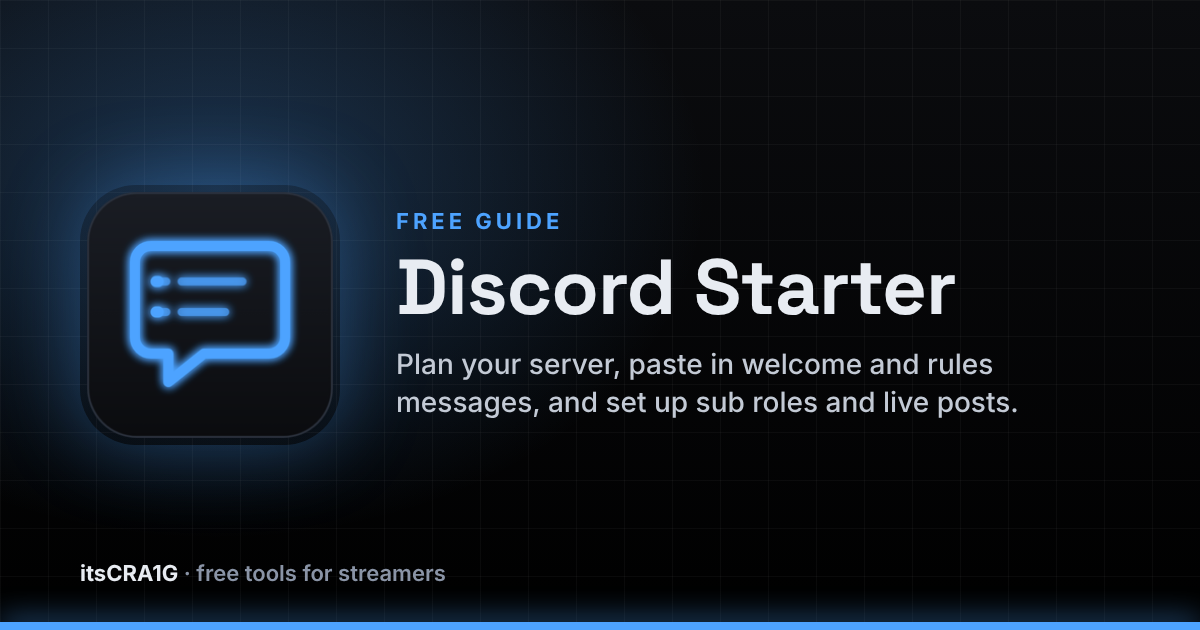 FREE GUIDE
Discord Starter
Plan your server, paste in welcome and rules
messages, and set up sub roles and live posts.
itsCRA1G · free tools for streamers